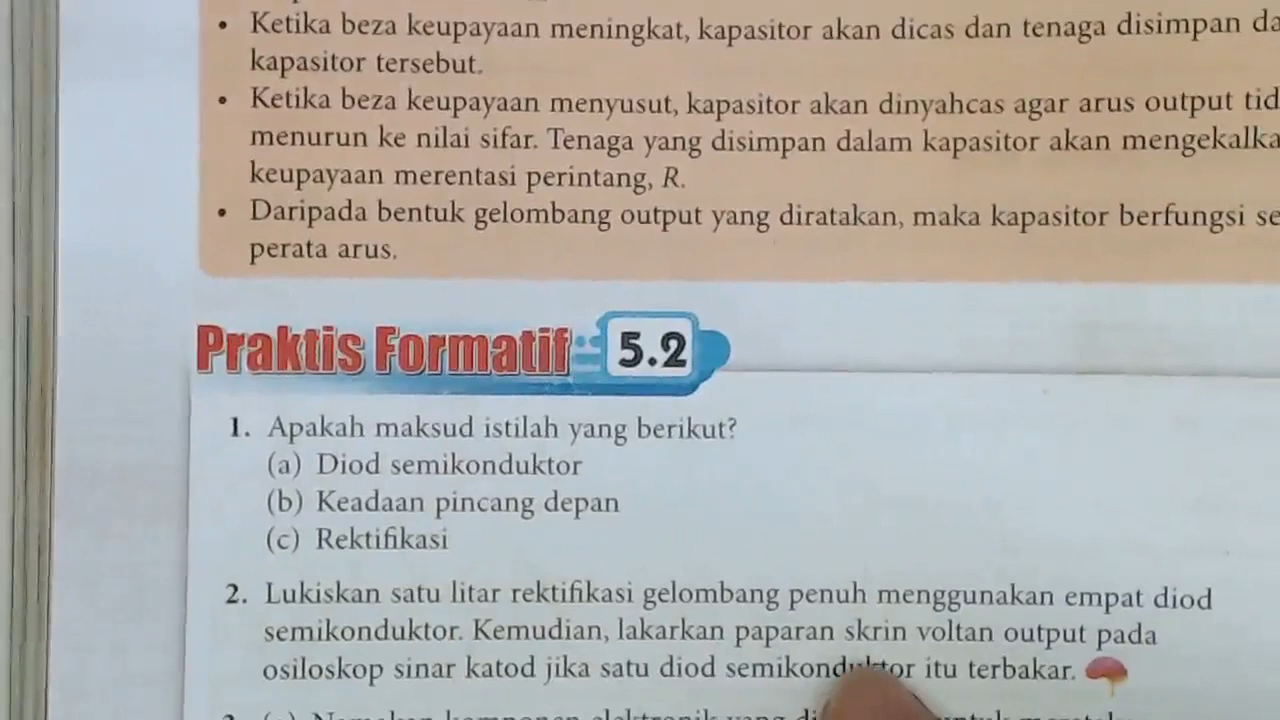 • Ketika beza keupayaan meningkat, kapasitor akan dicas dan tenaga disimpan
kapasitor tersebut.
• Ketika beza keupayaan menyusut, kapasitor akan dinyahcas agar arus output
menurun ke nilai sifar. Tenaga yang disimpan dalam kapasitor akan
keupayaan merentasi perintang, R.
• Daripada bentuk gelombang output yang diratakan, maka kapasitor berfungsi
perata arus.
Praktis Formatif 5.2
1. Apakah maksud istilah yang berikut?
(a) Diod semikonduktor
(b) Keadaan pincang depan
(c) Rektifikasi
2. Lukiskan satu litar rektifikasi gelombang penuh menggunakan empat diod
semikonduktor. Kemudian, lakarkan paparan skrin voltan output pada
osiloskop sinar katod jika satu diod semikonduktor itu terbakar.